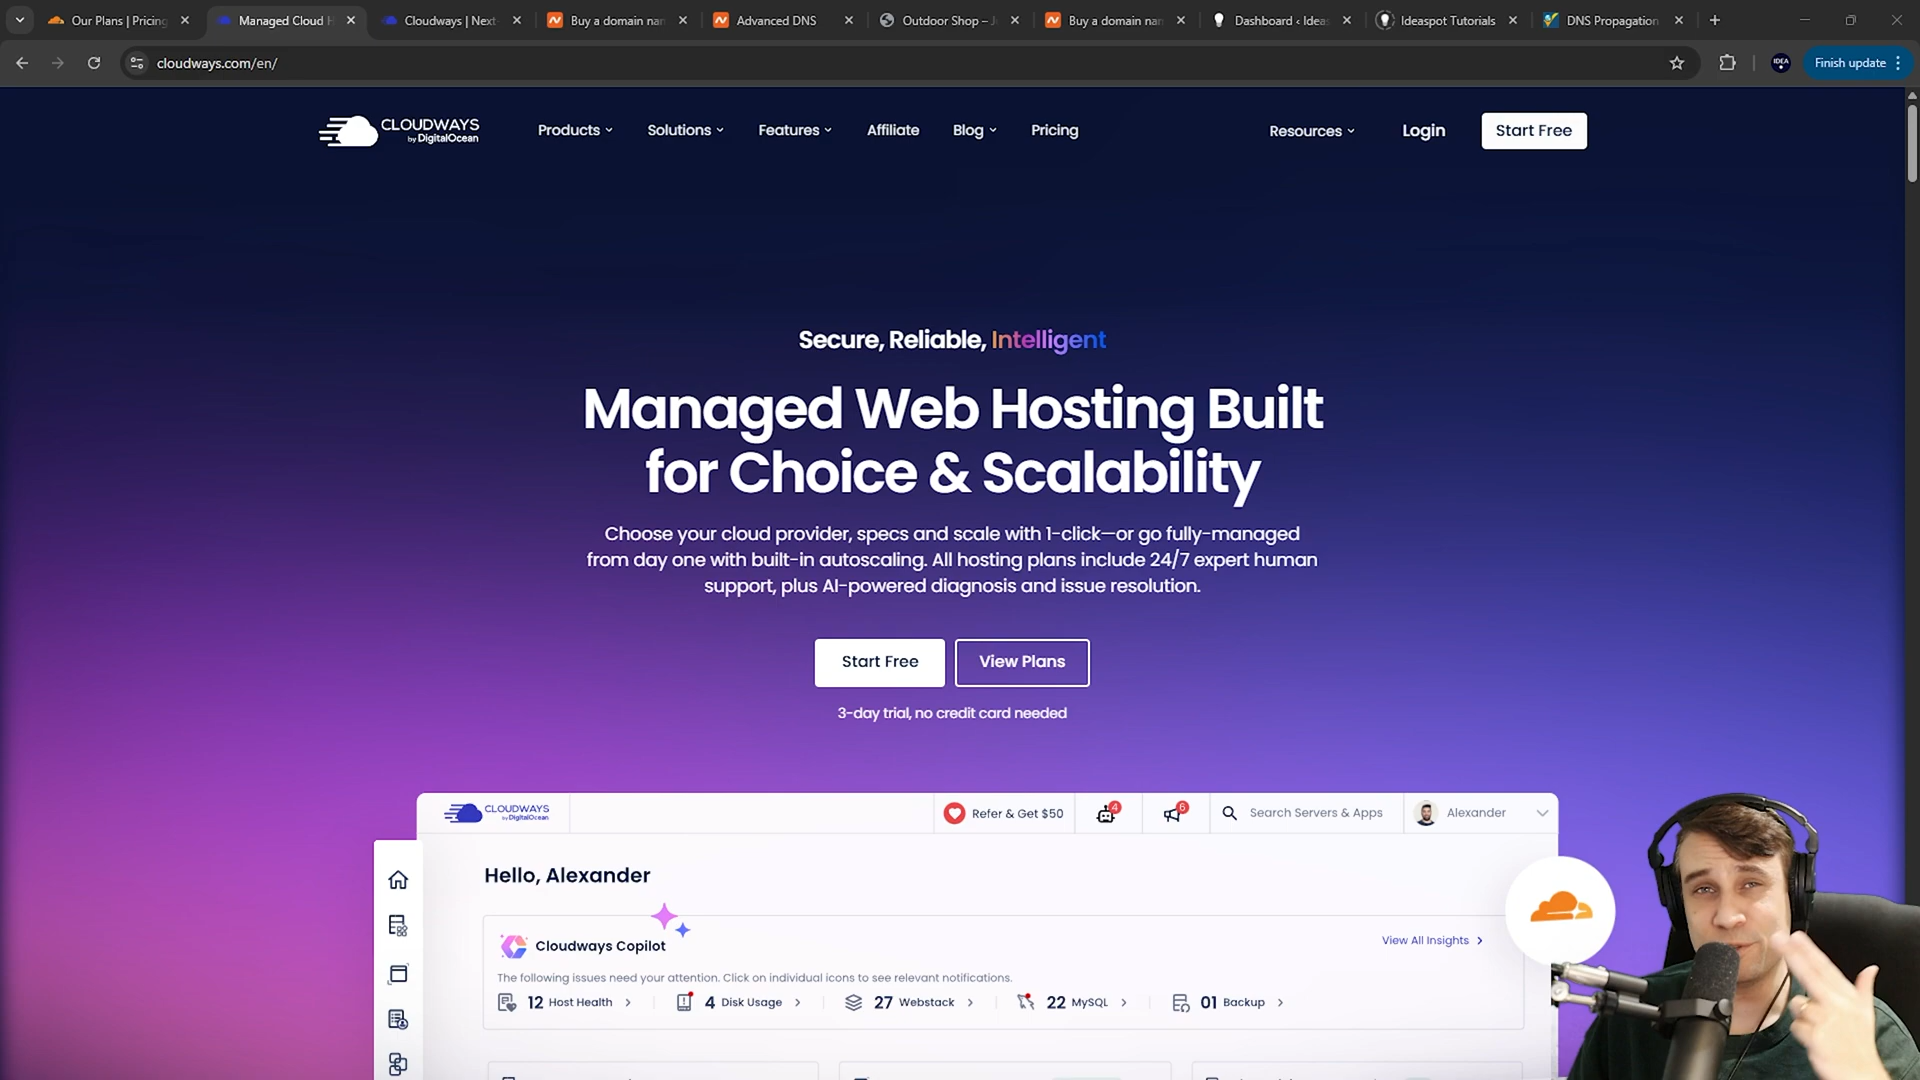 Our Plans | Pricing
Managed Cloud H
Cloudways | Next-
Buy a domain nam
Advanced DNS
Outdoor Shop – J
Buy a domain nam
Dashboard ‹ Ideas
Ideaspot Tutorials
DNS Propagation
cloudways.com/en/
IDEA
Finish update
CLOUDWAYS
by DigitalOcean
Products
Solutions
Features
Affiliate
Blog
Pricing
Resources
Login
Start Free
Secure, Reliable, Intelligent
Managed Web Hosting Built
for Choice & Scalability
Choose your cloud provider, specs and scale with 1-click—or go fully-managed
from day one with built-in autoscaling. All hosting plans include 24/7 expert human
support, plus AI-powered diagnosis and issue resolution.
Start Free
View Plans
3-day trial, no credit card needed
CLOUDWAYS
by DigitalOcean
Refer & Get $50
4
6
Search Servers & Apps
Alexander
Hello, Alexander
Cloudways Copilot
View All Insights
The following issues need your attention. Click on individual icons to see relevant notifications.
12 Host Health
4 Disk Usage
27 Webstack
22 MySQL
01 Backup